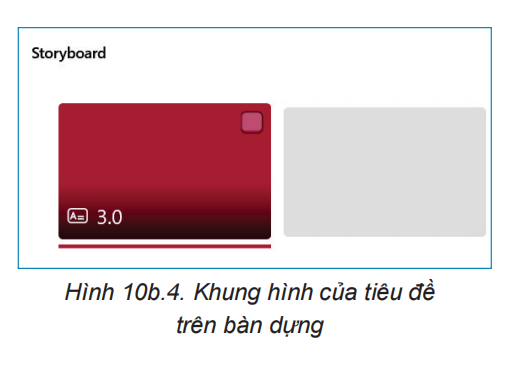 Storyboard
A= 3.0
Hình 10b.4. Khung hình của tiêu đề
trên bàn dựng